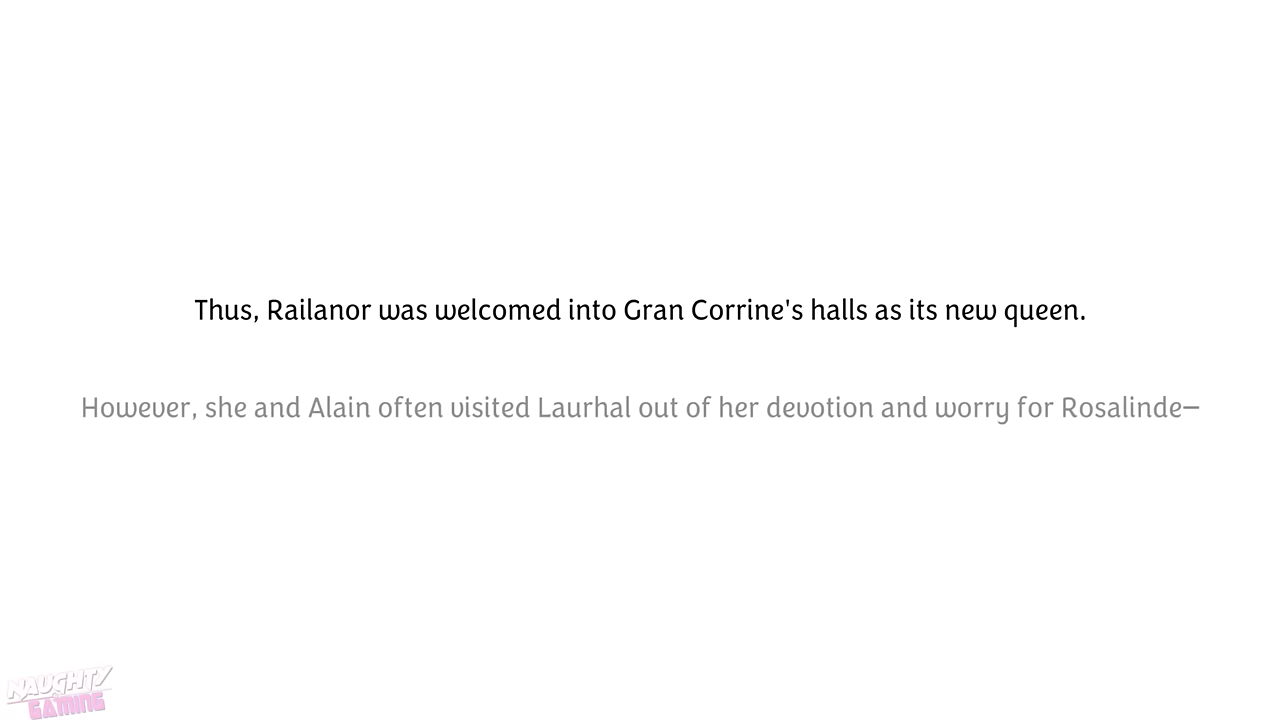 Thus, Railanor was welcomed into Gran Corrine's halls as its new queen.
However, she and Alain often visited Laurhal out of her devotion and worry for Rosalinde—
NAUGHTY
GAMING